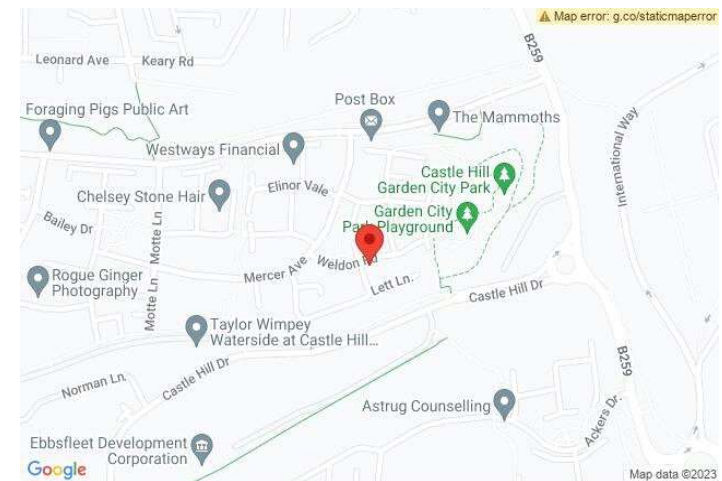 Map error: g.co/staticmaperror
B259
Leonard Ave
Keary Rd
Post Box
Foraging Pigs Public Art
The Mammoths
International Way
Westways Financial
Castle Hill
Garden City Park
Elinor Vale
Chelsey Stone Hair
Garden City
Park Playground
Bailey Dr
Motte Ln
Weldon Rd
Mercer Ave
Rogue Ginger
Photography
Lett Ln.
Castle Hill Dr
Motte Ln
Taylor Wimpey
Waterside at Castle Hill...
B259
Castle Hill Dr
Norman Ln
Astrug Counselling
Ackers Dr.
Ebbsfleet Development
Corporation
Google
Map data ©2023